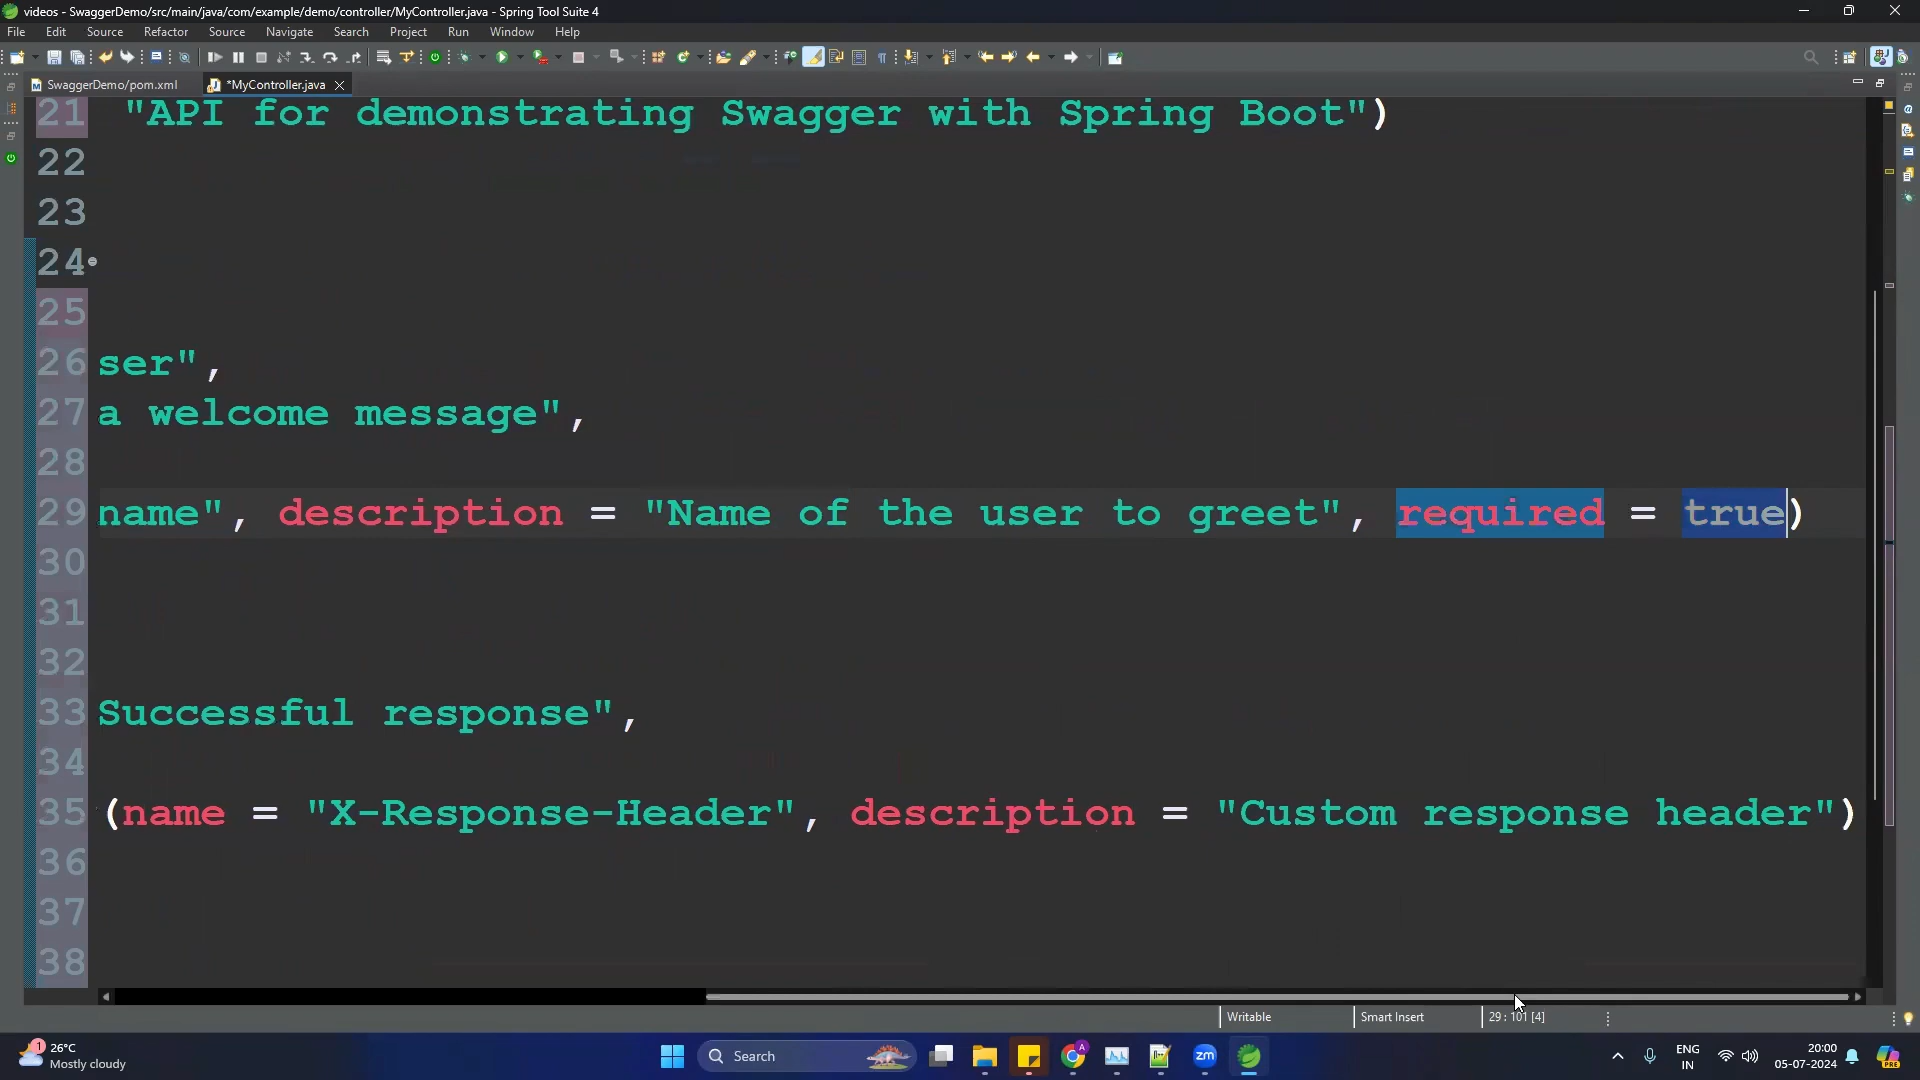 videos - SwaggerDemo/src/main/java/com/example/demo/controller/MyController.java - Spring Tool Suite 4
File Edit Source Refactor Source Navigate Search Project Run Window Help
SwaggerDemo/pom.xml *MyController.java
21 "API for demonstrating Swagger with Spring Boot")
22
23
24
25
26 ser",
27 a welcome message",
28
29 name", description = "Name of the user to greet", required = true)
30
31
32
33 Successful response",
34
35 (name = "X-Response-Header", description = "Custom response header")
36
37
38
Writable Smart Insert 29 : 101 [4]
1 26°C
Mostly cloudy
Search
A
zm
ENG
IN
20:00
05-07-2024
PRE